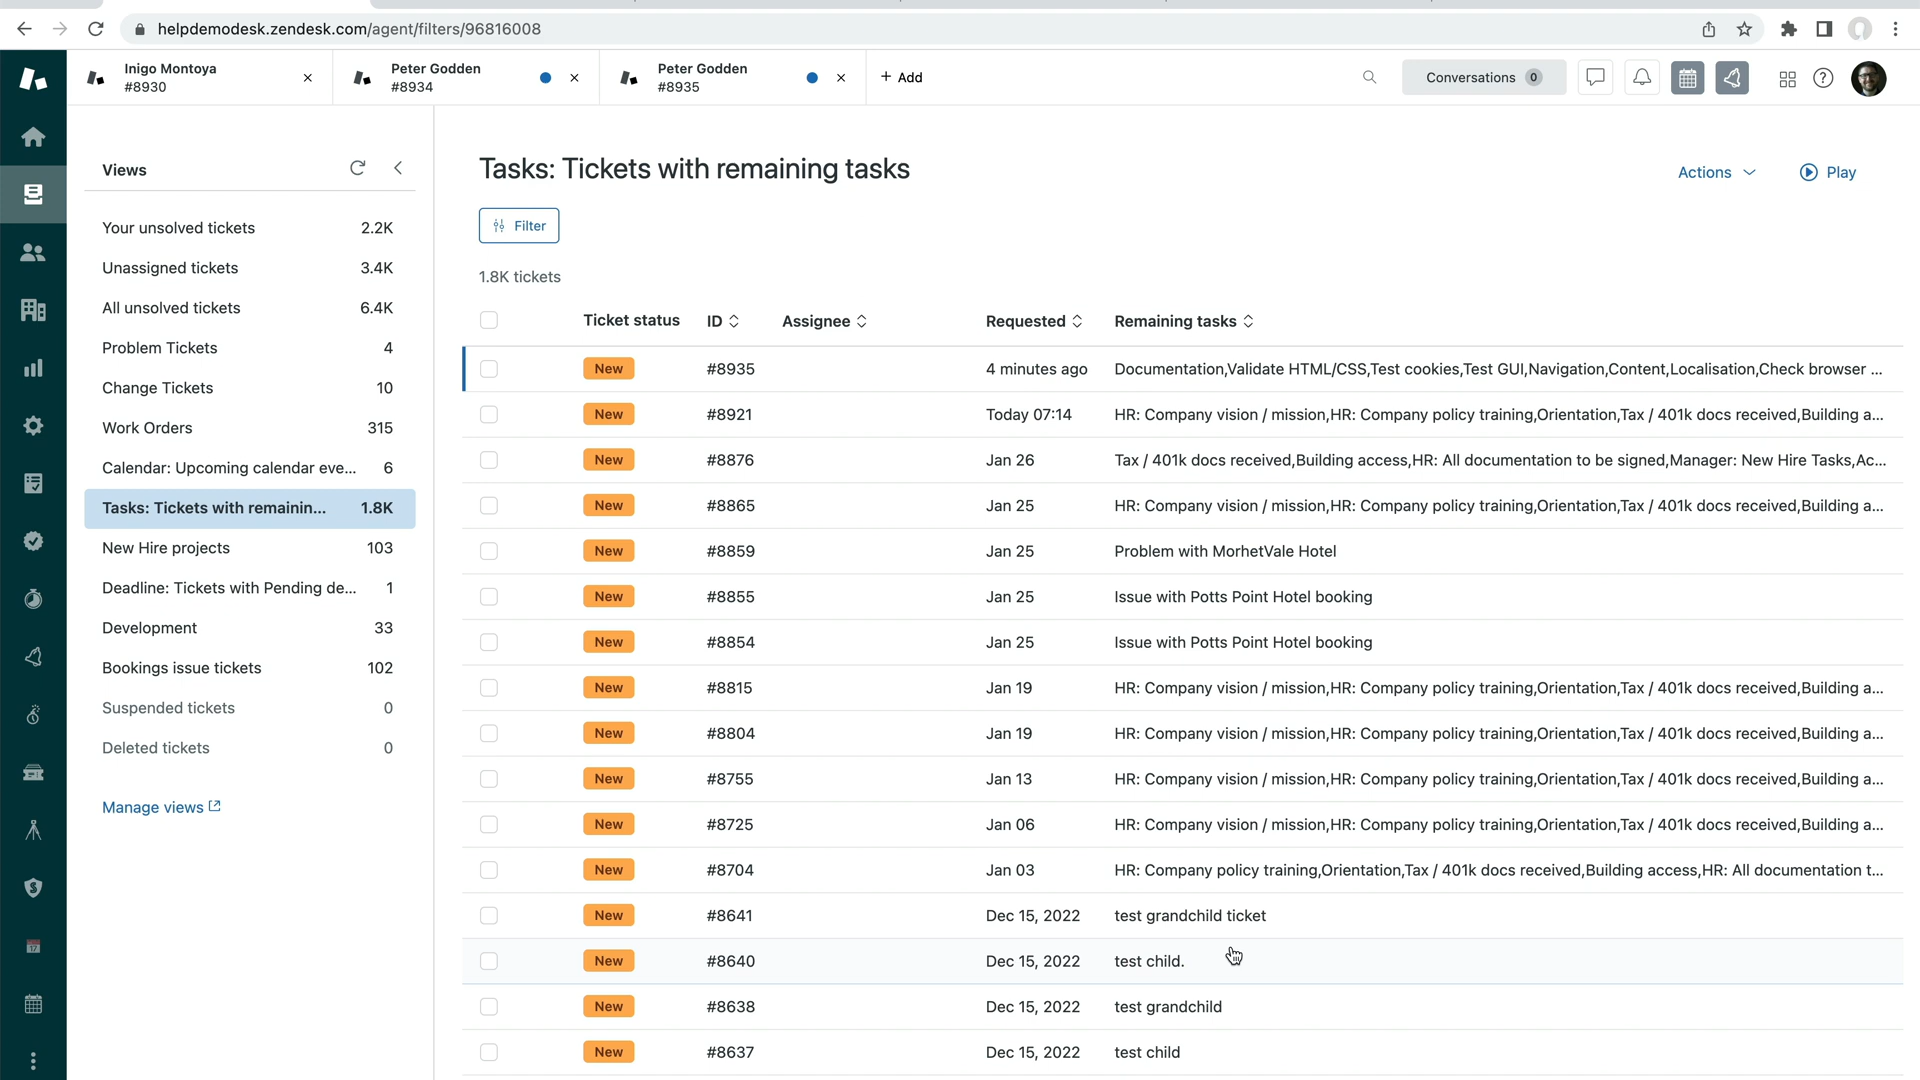 helpdemodesk.zendesk.com/agent/filters/96816008
Inigo Montoya
#8930
Peter Godden
#8934
Peter Godden
#8935
+ Add
Conversations 0
Views
Your unsolved tickets 2.2K
Unassigned tickets 3.4K
All unsolved tickets 6.4K
Problem Tickets 4
Change Tickets 10
Work Orders 315
Calendar: Upcoming calendar eve... 6
Tasks: Tickets with remainin... 1.8K
New Hire projects 103
Deadline: Tickets with Pending de... 1
Development 33
Bookings issue tickets 102
Suspended tickets 0
Deleted tickets 0
Manage views
Tasks: Tickets with remaining tasks
Actions
Play
Filter
1.8K tickets
Ticket status ID Assignee Requested Remaining tasks
New #8935 4 minutes ago Documentation,Validate HTML/CSS,Test cookies,Test GUI,Navigation,Content,Localisation,Check browser ...
New #8921 Today 07:14 HR: Company vision / mission,HR: Company policy training,Orientation,Tax / 401k docs received,Building a...
New #8876 Jan 26 Tax / 401k docs received,Building access,HR: All documentation to be signed,Manager: New Hire Tasks,Ac...
New #8865 Jan 25 HR: Company vision / mission,HR: Company policy training,Orientation,Tax / 401k docs received,Building a...
New #8859 Jan 25 Problem with MorhetVale Hotel
New #8855 Jan 25 Issue with Potts Point Hotel booking
New #8854 Jan 25 Issue with Potts Point Hotel booking
New #8815 Jan 19 HR: Company vision / mission,HR: Company policy training,Orientation,Tax / 401k docs received,Building a...
New #8804 Jan 19 HR: Company vision / mission,HR: Company policy training,Orientation,Tax / 401k docs received,Building a...
New #8755 Jan 13 HR: Company vision / mission,HR: Company policy training,Orientation,Tax / 401k docs received,Building a...
New #8725 Jan 06 HR: Company vision / mission,HR: Company policy training,Orientation,Tax / 401k docs received,Building a...
New #8704 Jan 03 HR: Company policy training,Orientation,Tax / 401k docs received,Building access,HR: All documentation t...
New #8641 Dec 15, 2022 test grandchild ticket
New #8640 Dec 15, 2022 test child.
New #8638 Dec 15, 2022 test grandchild
New #8637 Dec 15, 2022 test child
17